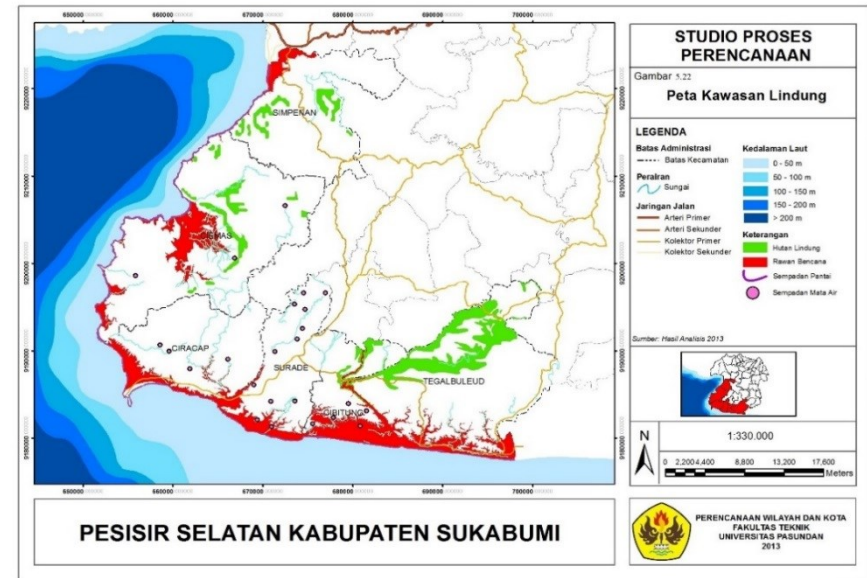 STUDIO PROSES
PERENCANAAN
Gambar 5.22
Peta Kawasan Lindung
LEGENDA
Batas Administrasi
Batas Kecamatan
Perairan
Sungai
Jaringan Jalan
Arteri Primer
Arteri Sekunder
Kolektor Primer
Kolektor Sekunder
Kedalaman Laut
0 - 50 m
50 - 100 m
100 - 150 m
150 - 200 m
> 200 m
Keterangan
Hutan Lindung
Rawan Bencana
Sempadan Pantai
Sempadan Mata Air
Sumber: Hasil Analisis 2013
N
1:330.000
0 2,200 4,400 8,800 13,200 17,600
Meters
PERENCANAAN WILAYAH DAN KOTA
FAKULTAS TEKNIK
UNIVERSITAS PASUNDAN
2013
SIMPENAN
CIRACAP
SURADE
CIBITUNG
TEGALBULEUD
PESISIR SELATAN KABUPATEN SUKABUMI